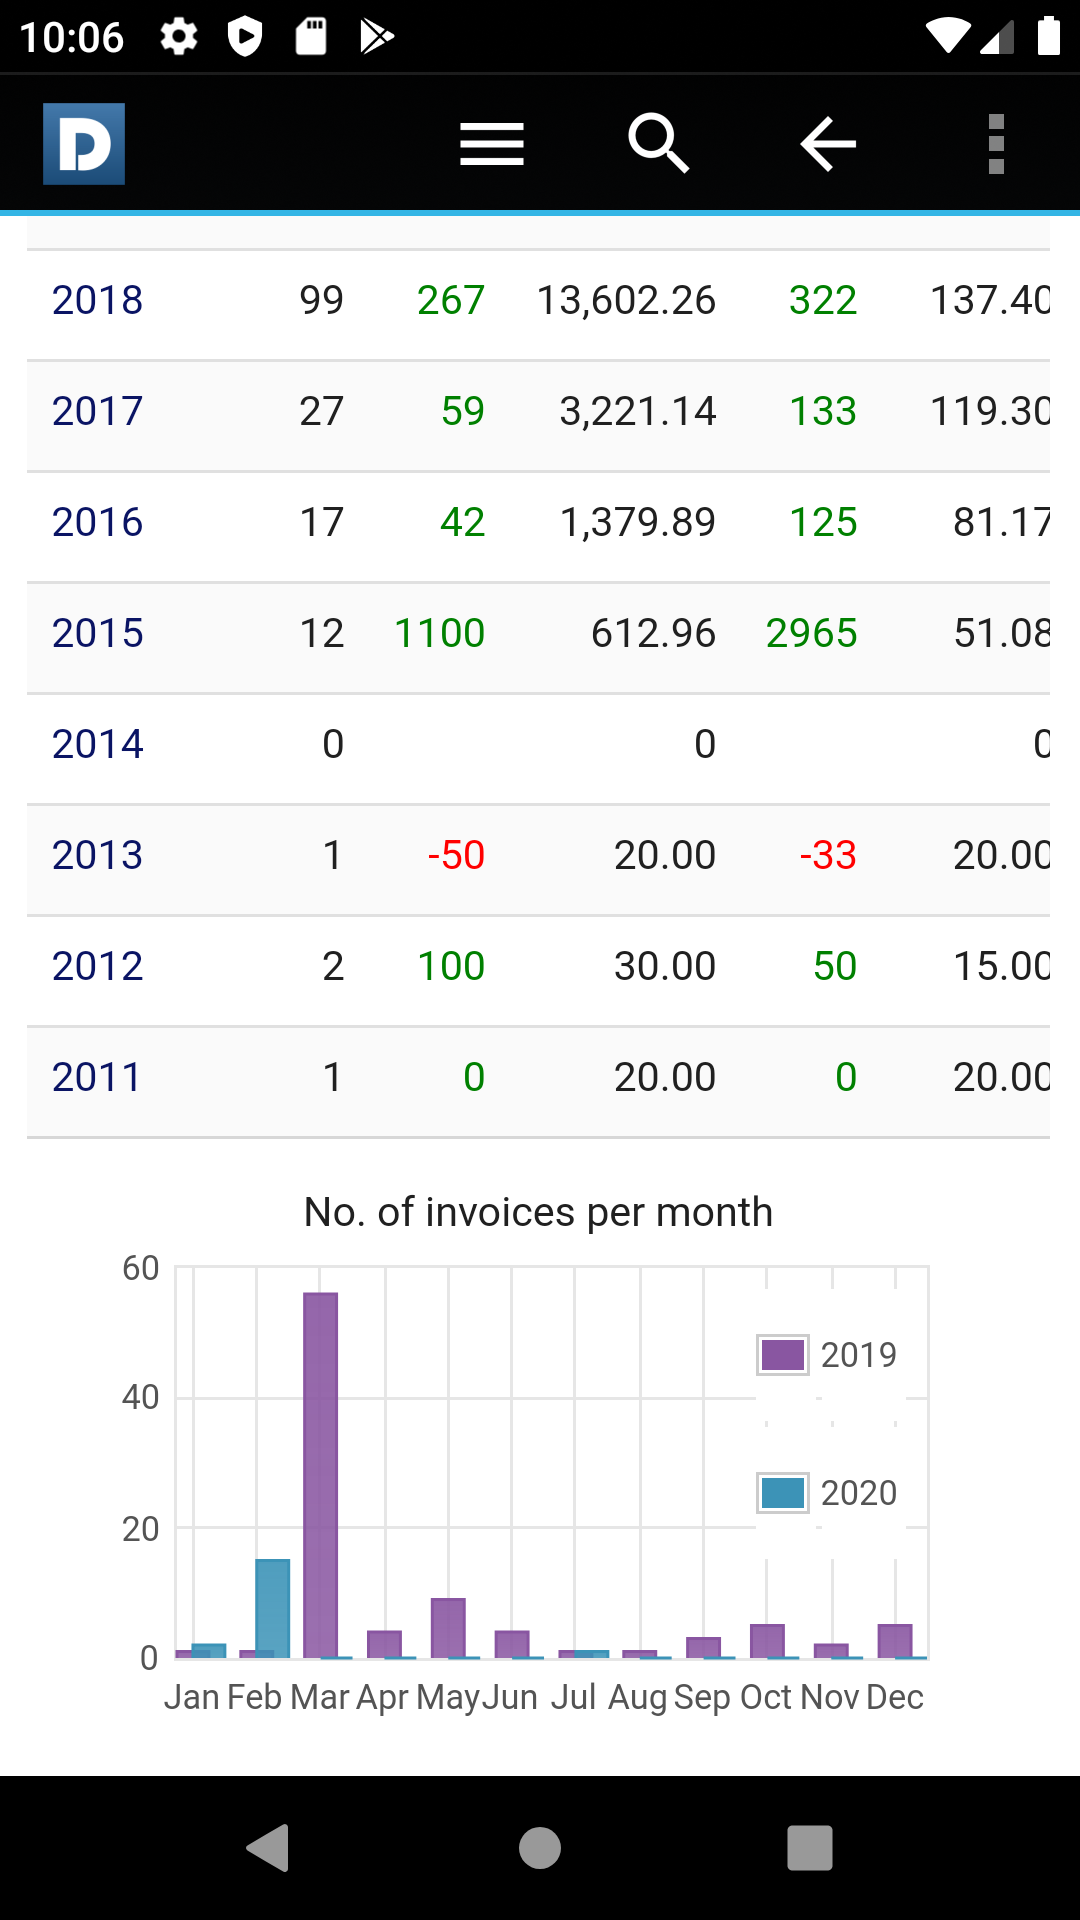 10:06
D
2018 99 267 13,602.26 322 137.40
2017 27 59 3,221.14 133 119.30
2016 17 42 1,379.89 125 81.17
2015 12 1100 612.96 2965 51.08
2014 0 0 0
2013 1 -50 20.00 -33 20.00
2012 2 100 30.00 50 15.00
2011 1 0 20.00 0 20.00
No. of invoices per month
60
2019
40
2020
20
0
Jan Feb Mar Apr May Jun Jul Aug Sep Oct Nov Dec